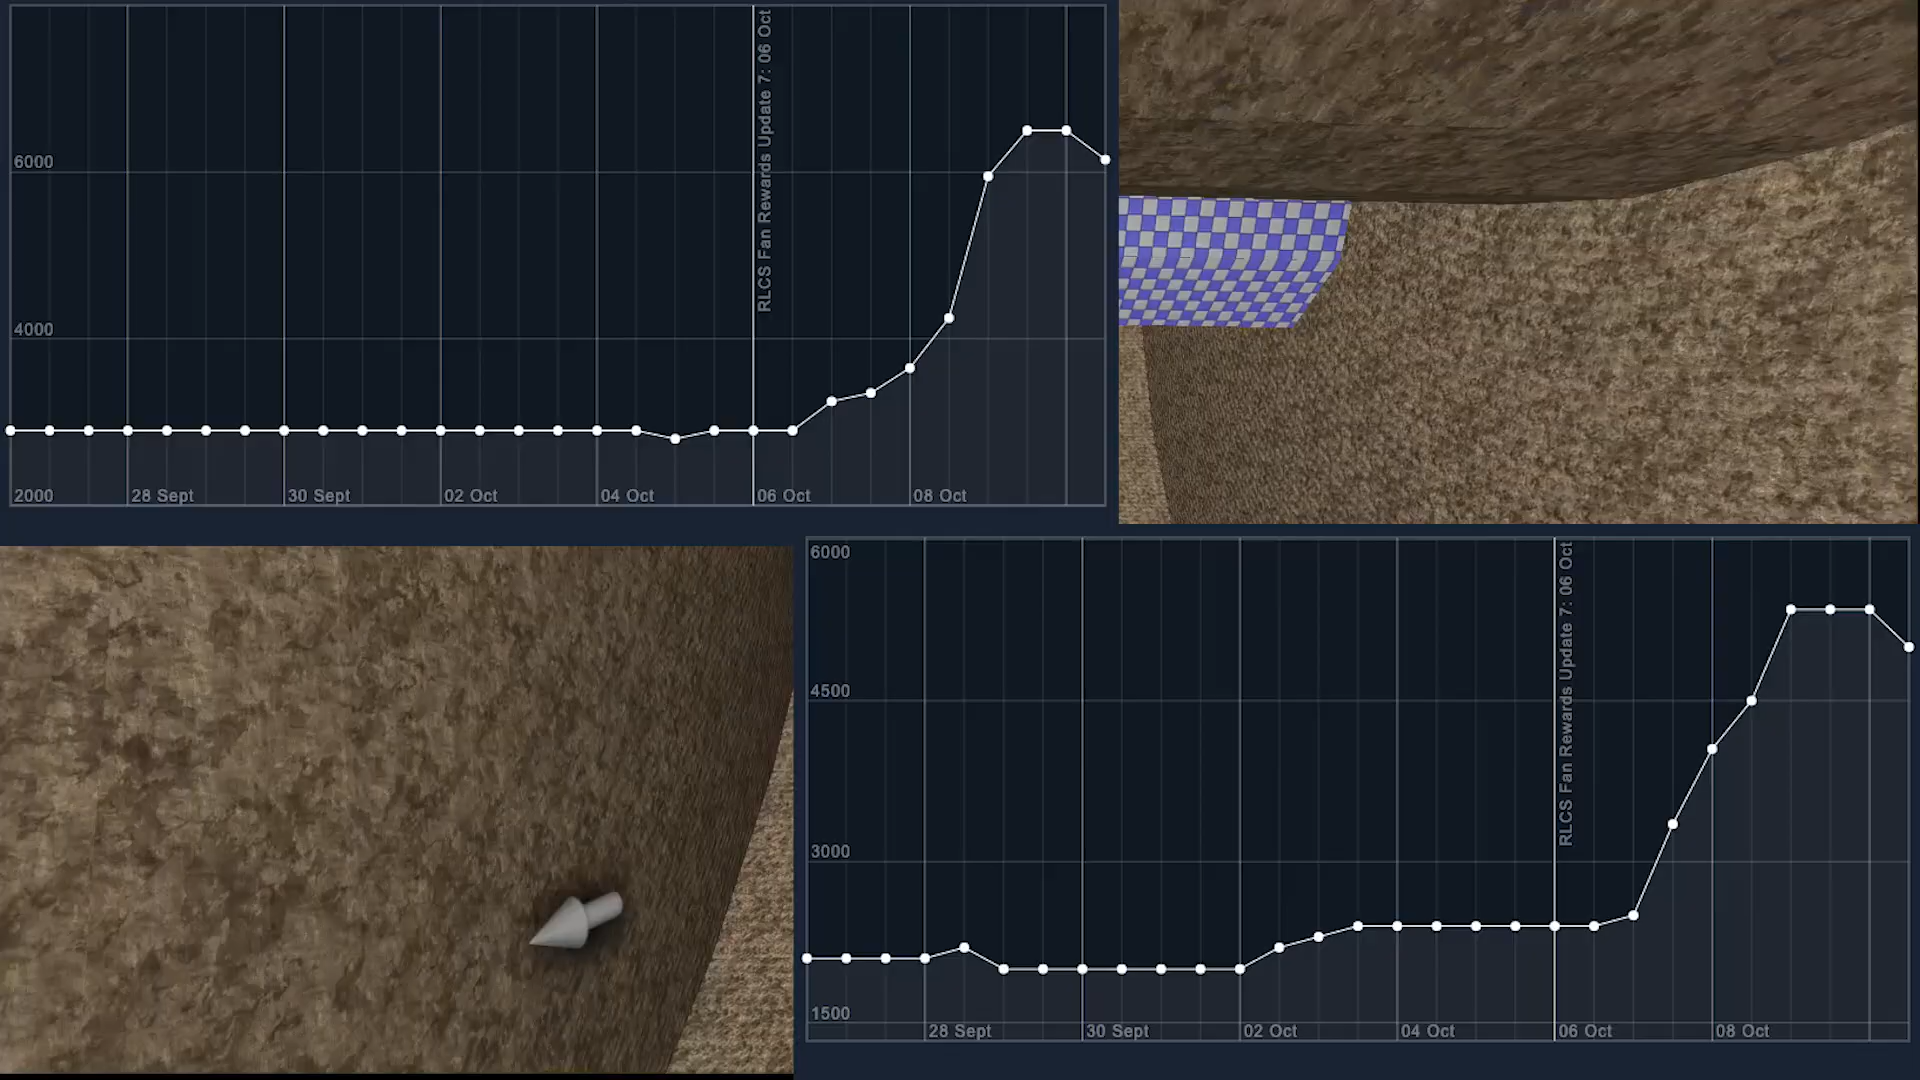 RLCS Fan Rewards Update 7: 06 Oct
6000
4000
2000
28 Sept
30 Sept
02 Oct
04 Oct
06 Oct
08 Oct
RLCS Fan Rewards Update 7: 06 Oct
6000
4500
3000
1500
28 Sept
30 Sept
02 Oct
04 Oct
06 Oct
08 Oct